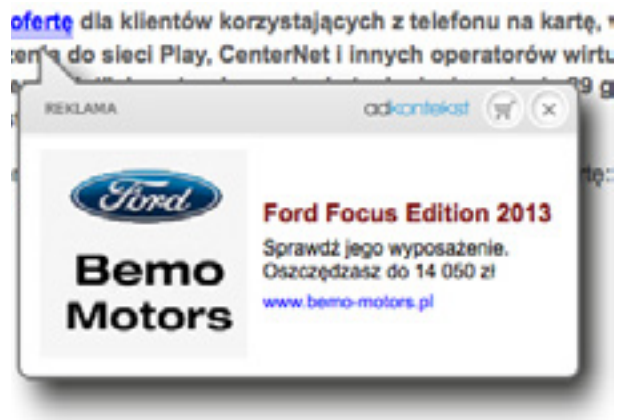 ofertę dla klientów korzystających z telefonu na kartę,
do sieci Play, CenterNet i innych operatorów
REKLAMA
adkontekst
Ford
Bemo
Motors
Ford Focus Edition 2013
Sprawdź jego wyposażenie.
Oszczędzasz do 14 050 zł
www.bemo-motors.pl